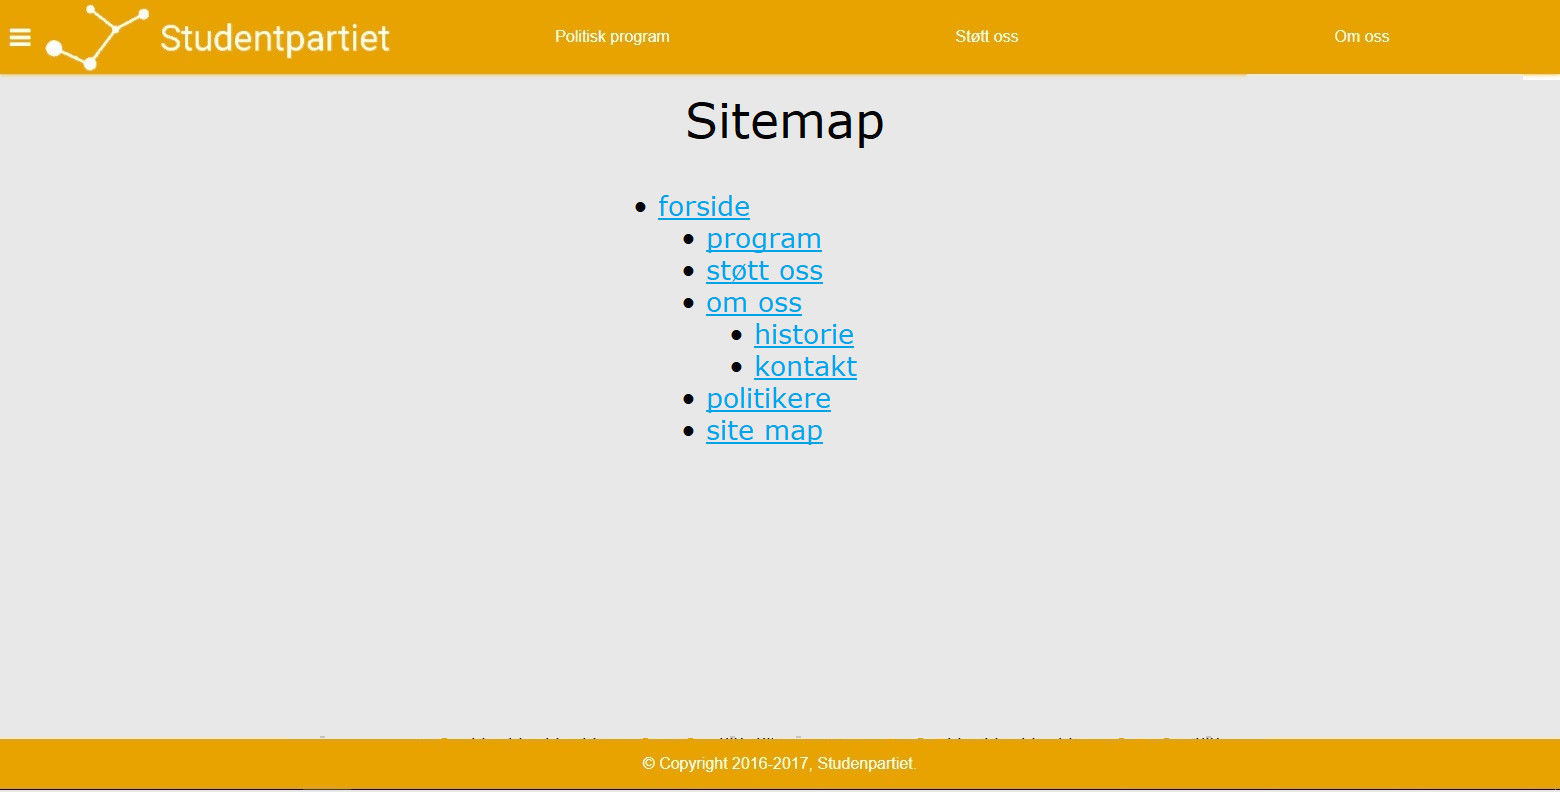 Studentpartiet
Politisk program
Støtt oss
Om oss
Sitemap
forside
program
støtt oss
om oss
historie
kontakt
politikere
site map
© Copyright 2016-2017, Studenpartiet.